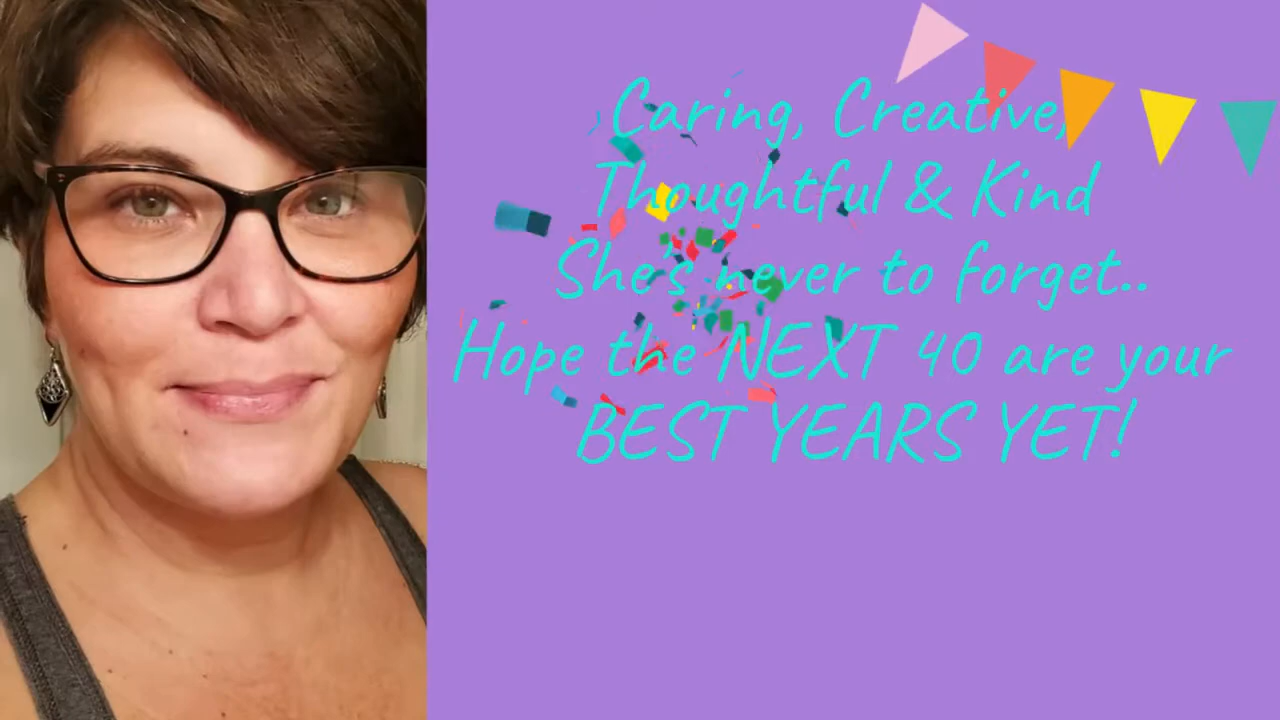 Caring, Creative,
Thoughtful & Kind
She's never to forget..
Hope the NEXT 40 are your
BEST YEARS YET!